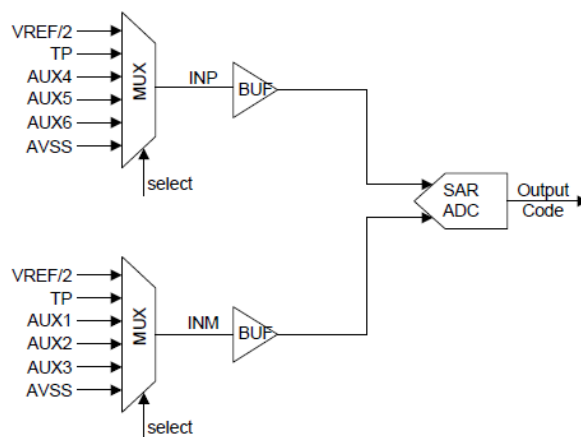 VREF/2
TP
AUX4
AUX5
AUX6
AVSS
MUX
select
INP
BUF
SAR
ADC
Output
Code
VREF/2
TP
AUX1
AUX2
AUX3
AVSS
MUX
select
INM
BUF